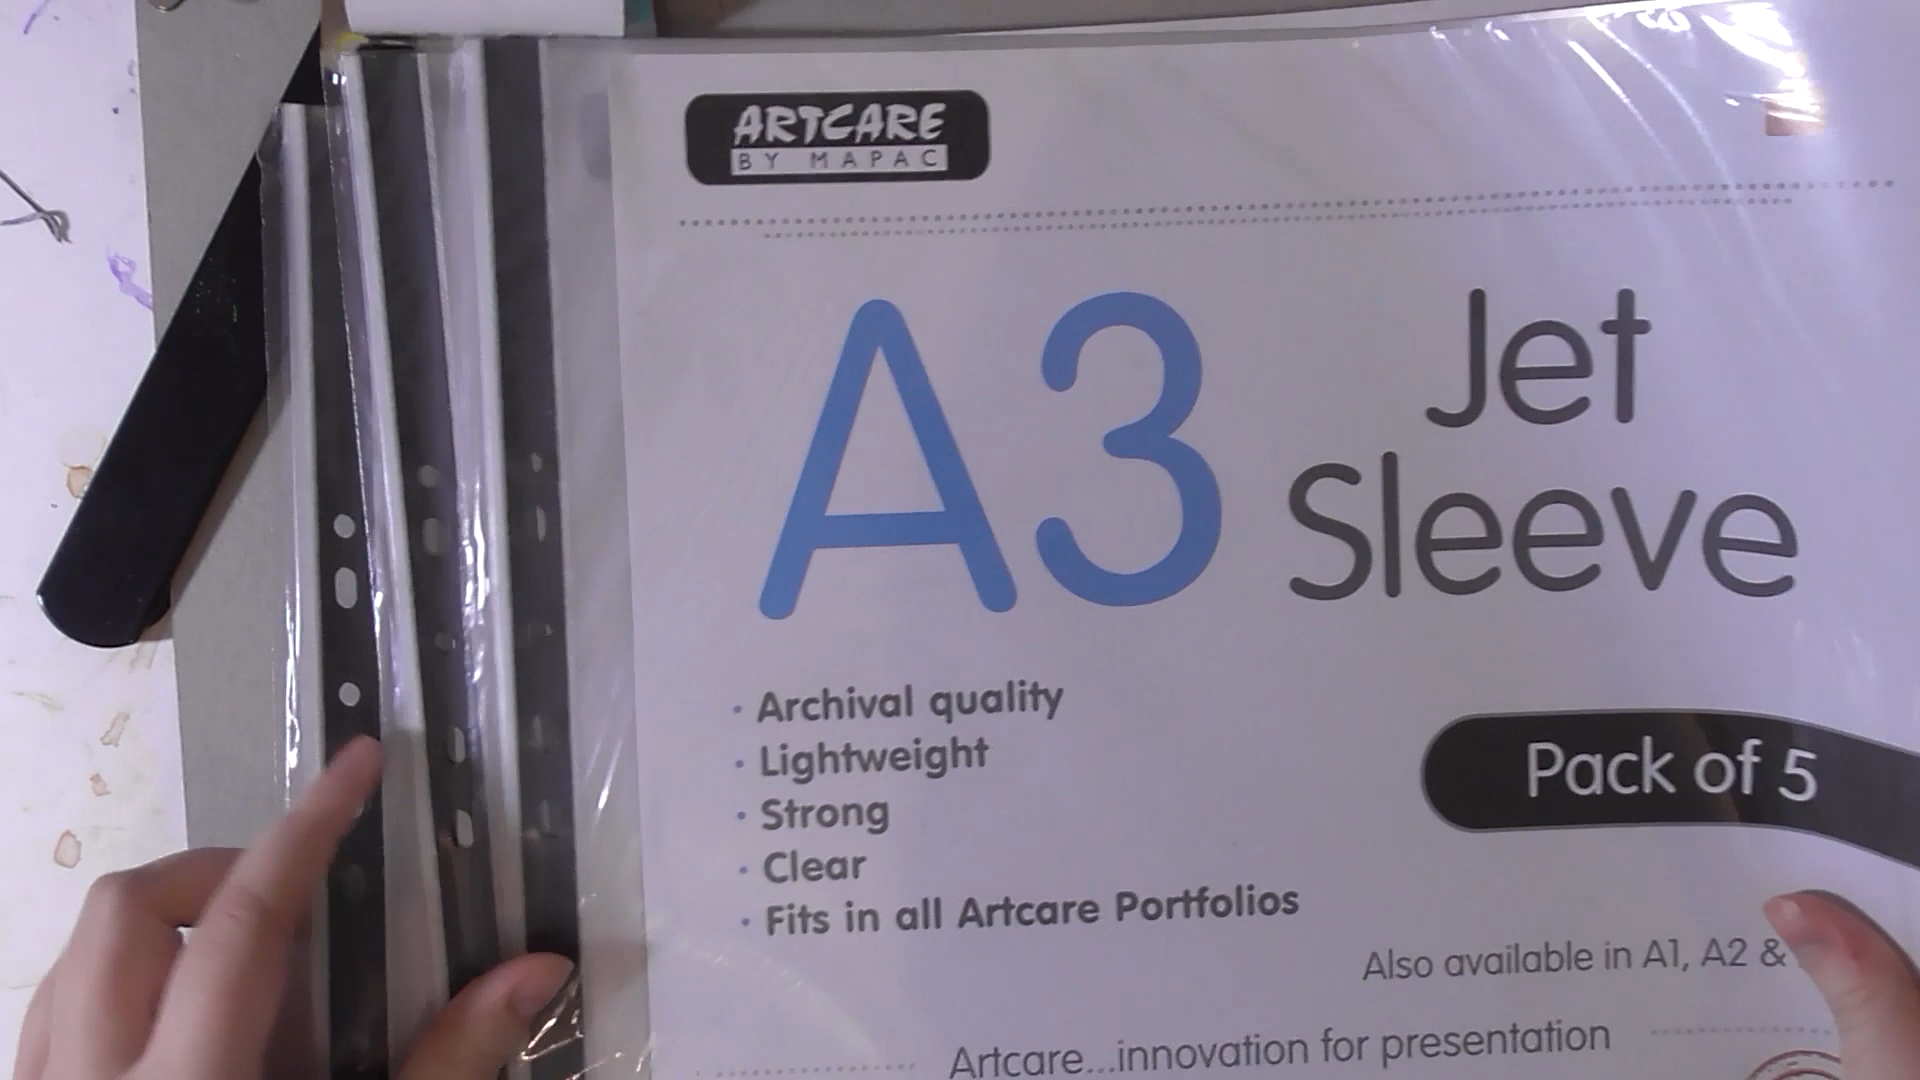 ARTCARE
BY MAPAC
A3 Jet
Sleeve
· Archival quality
· Lightweight
· Strong
· Clear
· Fits in all Artcare Portfolios
Pack of 5
Also available in A1, A2 &
Artcare...innovation for presentation